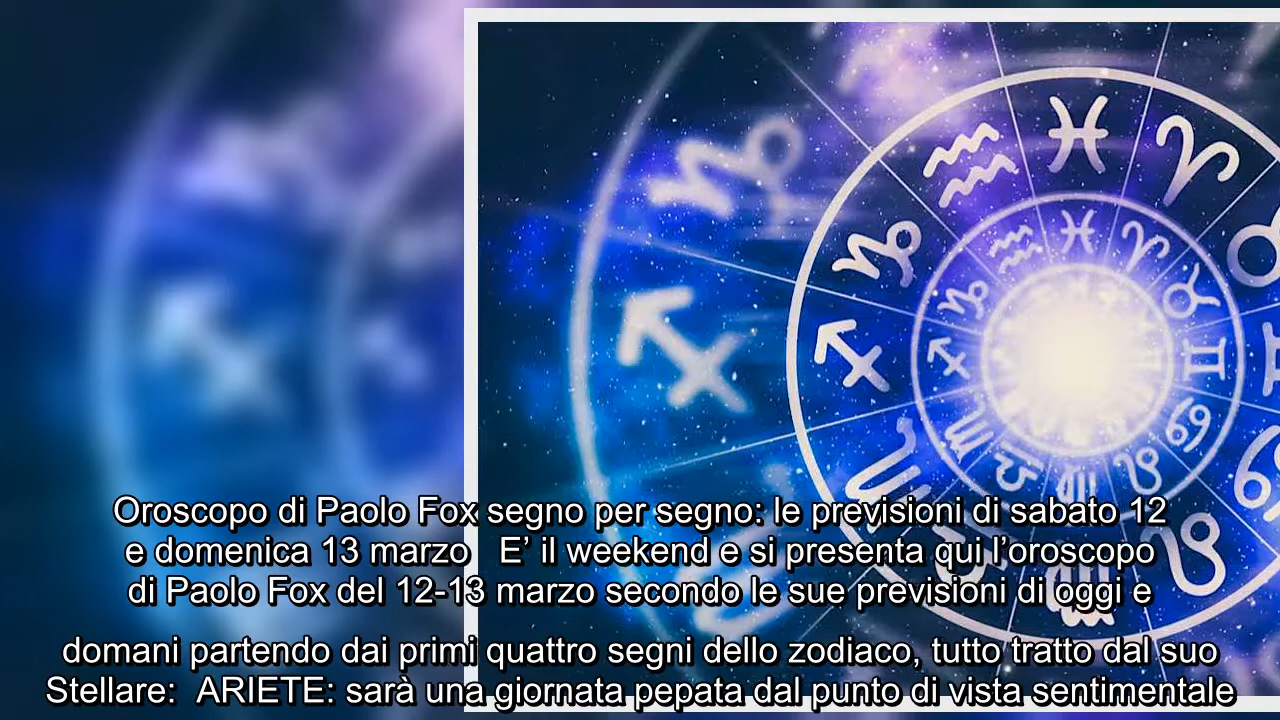 Oroscopo di Paolo Fox segno per segno: le previsioni di sabato 12
e domenica 13 marzo   E’ il weekend e si presenta qui l’oroscopo
di Paolo Fox del 12-13 marzo secondo le sue previsioni di oggi e
domani partendo dai primi quattro segni dello zodiaco, tutto tratto dal suo
Stellare:  ARIETE: sarà una giornata pepata dal punto di vista sentimentale